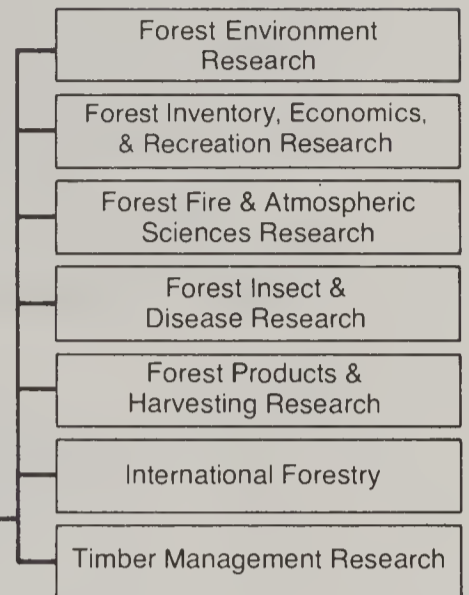 Forest Environment
Research
Forest Inventory, Economics,
& Recreation Research
Forest Fire & Atmospheric
Sciences Research
Forest Insect &
Disease Research
Forest Products &
Harvesting Research
International Forestry
Timber Management Research